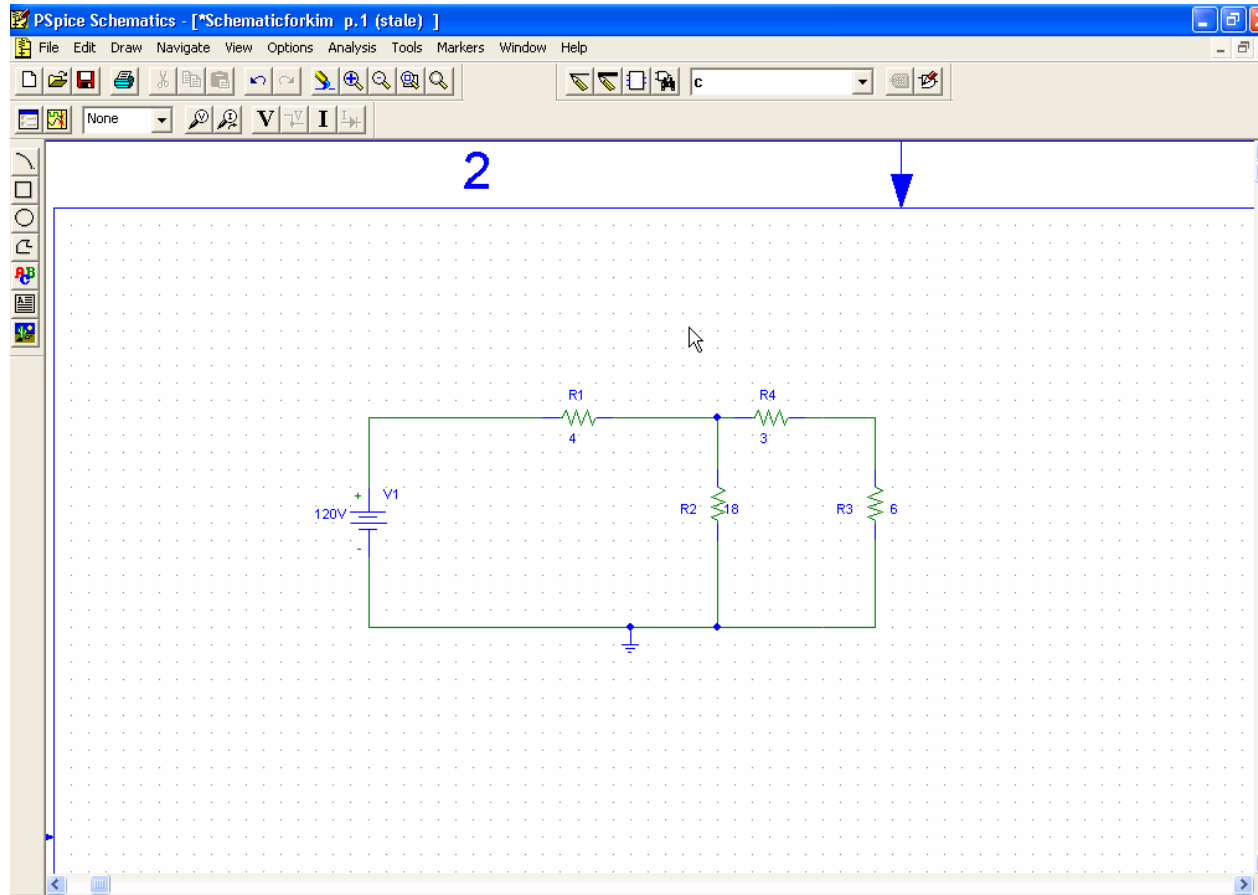 PSpice Schematics - [*Schematicforkim p.1 (stale) ]
File Edit Draw Navigate View Options Analysis Tools Markers Window Help
c
None V I V V I I
ABC
2
R1 R4
4 3
+ V1
120V
R2 18 R3 6
-